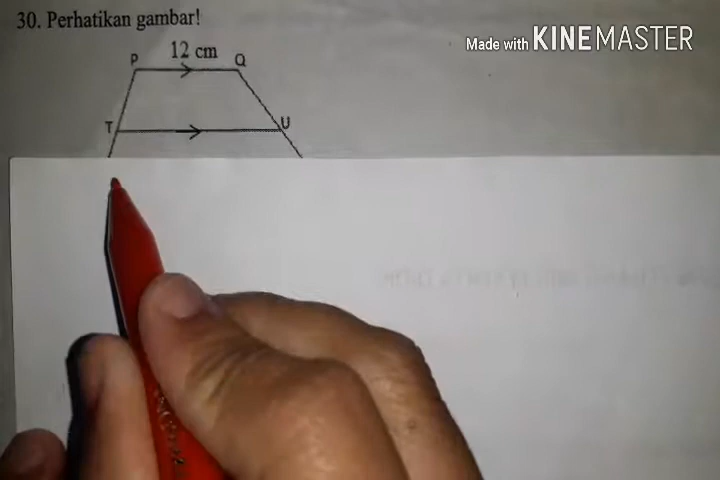 30. Perhatikan gambar!
Made with KINEMASTER
12 cm
P Q
T U